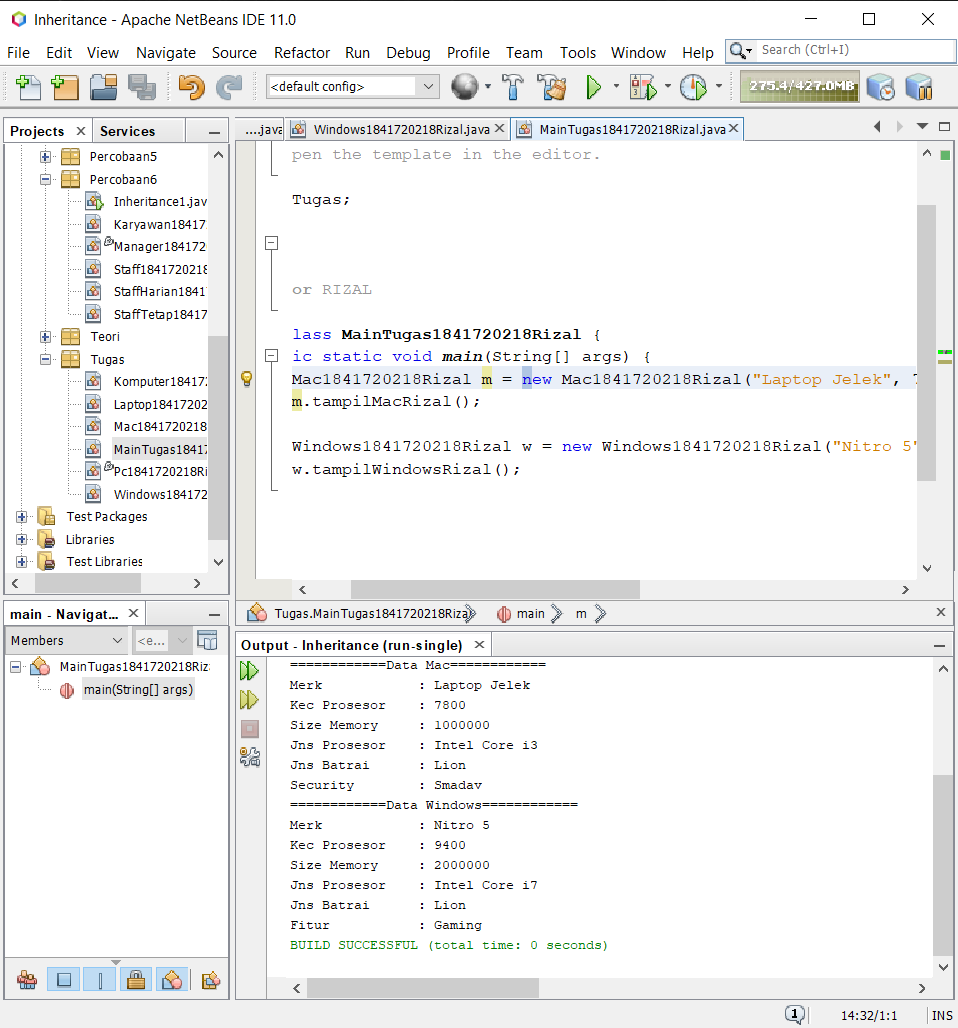 Inheritance - Apache NetBeans IDE 11.0
File Edit View Navigate Source Refactor Run Debug Profile Team Tools Window Help Search (Ctrl+I)
<default config> 275.4/427.0MB
Projects Services
Percobaan5
Percobaan6
Inheritance1.jav
Karyawan18417
Manager184172
Staff1841720218
StaffHarian1841
StaffTetap18417
Teori
Tugas
Komputer18417
Laptop1841720
Mac1841720218
MainTugas18417
Pc1841720218Ri
Windows184172
Test Packages
Libraries
Test Libraries
...java Windows1841720218Rizal.java MainTugas1841720218Rizal.java
pen the template in the editor.
Tugas;
or RIZAL
lass MainTugas1841720218Rizal {
ic static void main(String[] args) {
Mac1841720218Rizal m = new Mac1841720218Rizal("Laptop Jelek", 7
m.tampilMacRizal();
Windows1841720218Rizal w = new Windows1841720218Rizal("Nitro 5"
w.tampilWindowsRizal();
Tugas.MainTugas1841720218Rizal main m
main - Navigat...
Members <e...
MainTugas1841720218Riz
main(String[] args)
Output - Inheritance (run-single)
============Data Mac============
Merk : Laptop Jelek
Kec Prosesor : 7800
Size Memory : 1000000
Jns Prosesor : Intel Core i3
Jns Batrai : Lion
Security : Smadav
============Data Windows============
Merk : Nitro 5
Kec Prosesor : 9400
Size Memory : 2000000
Jns Prosesor : Intel Core i7
Jns Batrai : Lion
Fitur : Gaming
BUILD SUCCESSFUL (total time: 0 seconds)
1 14:32/1:1 INS